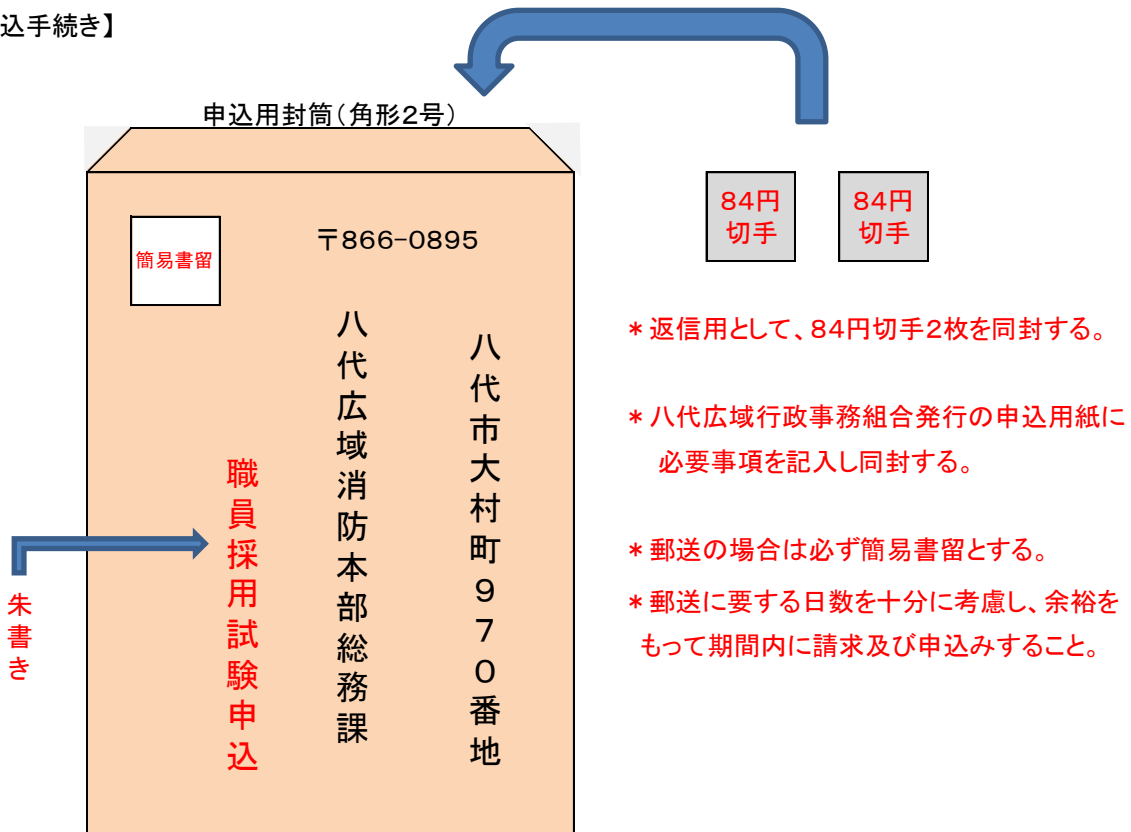 込手続き】
申込用封筒（角形２号）
簡易書留
〒８６６－０８９５
八代市大村町９７０番地
八代広域消防本部総務課
職員採用試験申込
朱書き
８４円
切手
８４円
切手
＊返信用として、８４円切手２枚を同封する。
＊八代広域行政事務組合発行の申込用紙に
必要事項を記入し同封する。
＊郵送の場合は必ず簡易書留とする。
＊郵送に要する日数を十分に考慮し、余裕を
もって期間内に請求及び申込みすること。